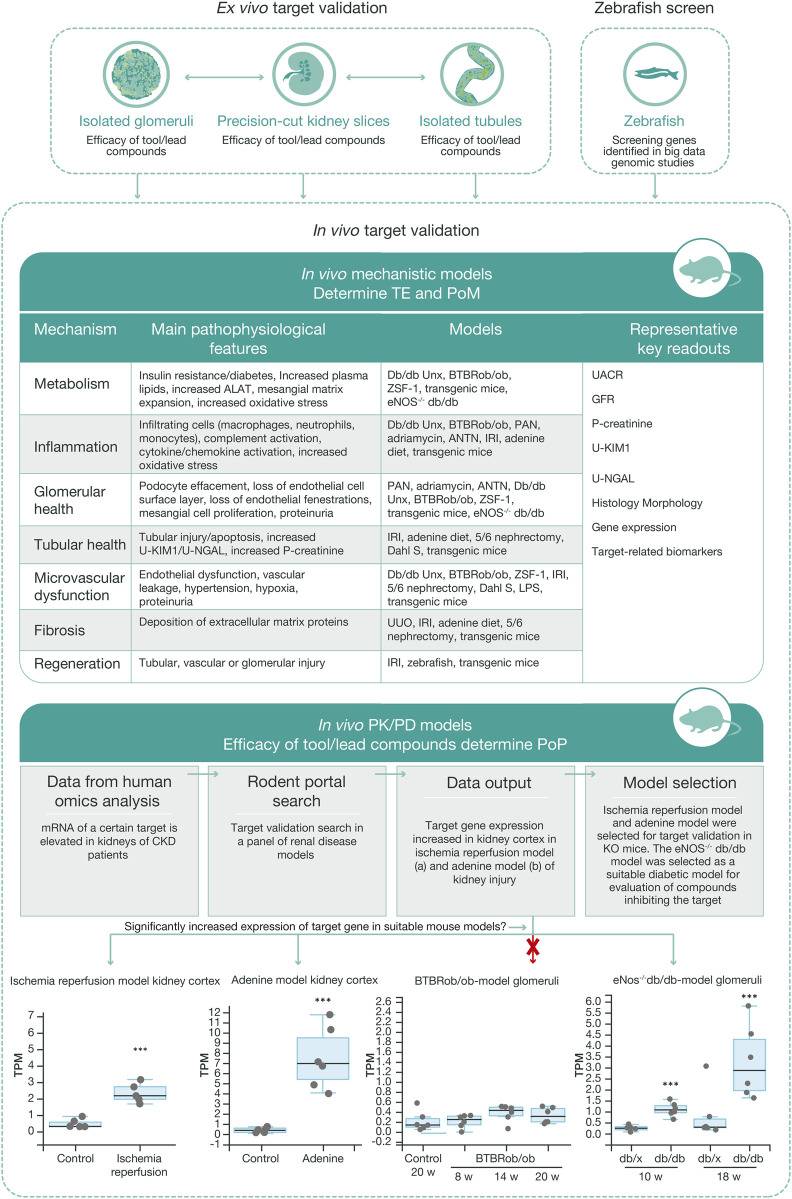 Ex vivo target validation
Zebrafish screen
Isolated glomeruli
Efficacy of tool/lead
compounds
Precision-cut kidney slices
Efficacy of tool/lead compounds
Isolated tubules
Efficacy of tool/lead
compounds
Zebrafish
Screening genes
identified in big data
genomic studies
In vivo target validation
In vivo mechanistic models
Determine TE and PoM
Mechanism
Main pathophysiological
features
Models
Representative
key readouts
Metabolism
Insulin resistance/diabetes, Increased plasma
lipids, increased ALAT, mesangial matrix
expansion, increased oxidative stress
Db/db Unx, BTBRob/ob,
ZSF-1, transgenic mice,
eNOS-/- db/db
Inflammation
Infiltrating cells (macrophages, neutrophils,
monocytes), complement activation,
cytokine/chemokine activation, increased
oxidative stress
Db/db Unx, BTBRob/ob, PAN,
adriamycin, ANTN, IRI, adenine
diet, transgenic mice
Glomerular
health
Podocyte effacement, loss of endothelial cell
surface layer, loss of endothelial fenestrations,
mesangial cell proliferation, proteinuria
PAN, adriamycin, ANTN, Db/db
Unx, BTBRob/ob, ZSF-1,
transgenic mice, eNOS-/- db/db
Tubular health
Tubular injury/apoptosis, increased
U-KIM1/U-NGAL, increased P-creatinine
IRI, adenine diet, 5/6 nephrectomy,
Dahl S, transgenic mice
Microvascular
dysfunction
Endothelial dysfunction, vascular
leakage, hypertension, hypoxia,
proteinuria
Db/db Unx, BTBRob/ob, ZSF-1, IRI,
5/6 nephrectomy, Dahl S, LPS,
transgenic mice
Fibrosis
Deposition of extracellular matrix proteins
UUO, IRI, adenine diet, 5/6
nephrectomy, transgenic mice
Regeneration
Tubular, vascular or glomerular injury
IRI, zebrafish, transgenic mice
UACR
GFR
P-creatinine
U-KIM1
U-NGAL
Histology Morphology
Gene expression
Target-related biomarkers
In vivo PK/PD models
Efficacy of tool/lead compounds determine PoP
Data from human
omics analysis
mRNA of a certain target is
elevated in kidneys of CKD
patients
Rodent portal
search
Target validation search in
a panel of renal disease
models
Data output
Target gene expression
increased in kidney cortex in
ischemia reperfusion model
(a) and adenine model (b) of
kidney injury
Model selection
Ischemia reperfusion model
and adenine model were
selected for target validation in
KO mice. The eNOS-/- db/db
model was selected as a
suitable diabetic model for
evaluation of compounds
inhibiting the target
Significantly increased expression of target gene in suitable mouse models?
Ischemia reperfusion model kidney cortex
TPM
7
6
5
4
3
2
1
0
***
Control
Ischemia
reperfusion
Adenine model kidney cortex
TPM
12
11
10
9
8
7
6
5
4
3
2
1
0
-1
***
Control
Adenine
BTBRob/ob-model glomeruli
TPM
2.6
2.4
2.2
2.0
1.8
1.6
1.4
1.2
1.0
0.8
0.6
0.4
0.2
0.0
-0.2
Control
20 w
BTBRob/ob
8 w
14 w
20 w
eNos-/-db/db-model glomeruli
TPM
6.0
5.5
5.0
4.5
4.0
3.5
3.0
2.5
2.0
1.5
1.0
0.5
0.0
***
***
db/x
db/db
db/x
db/db
10 w
18 w